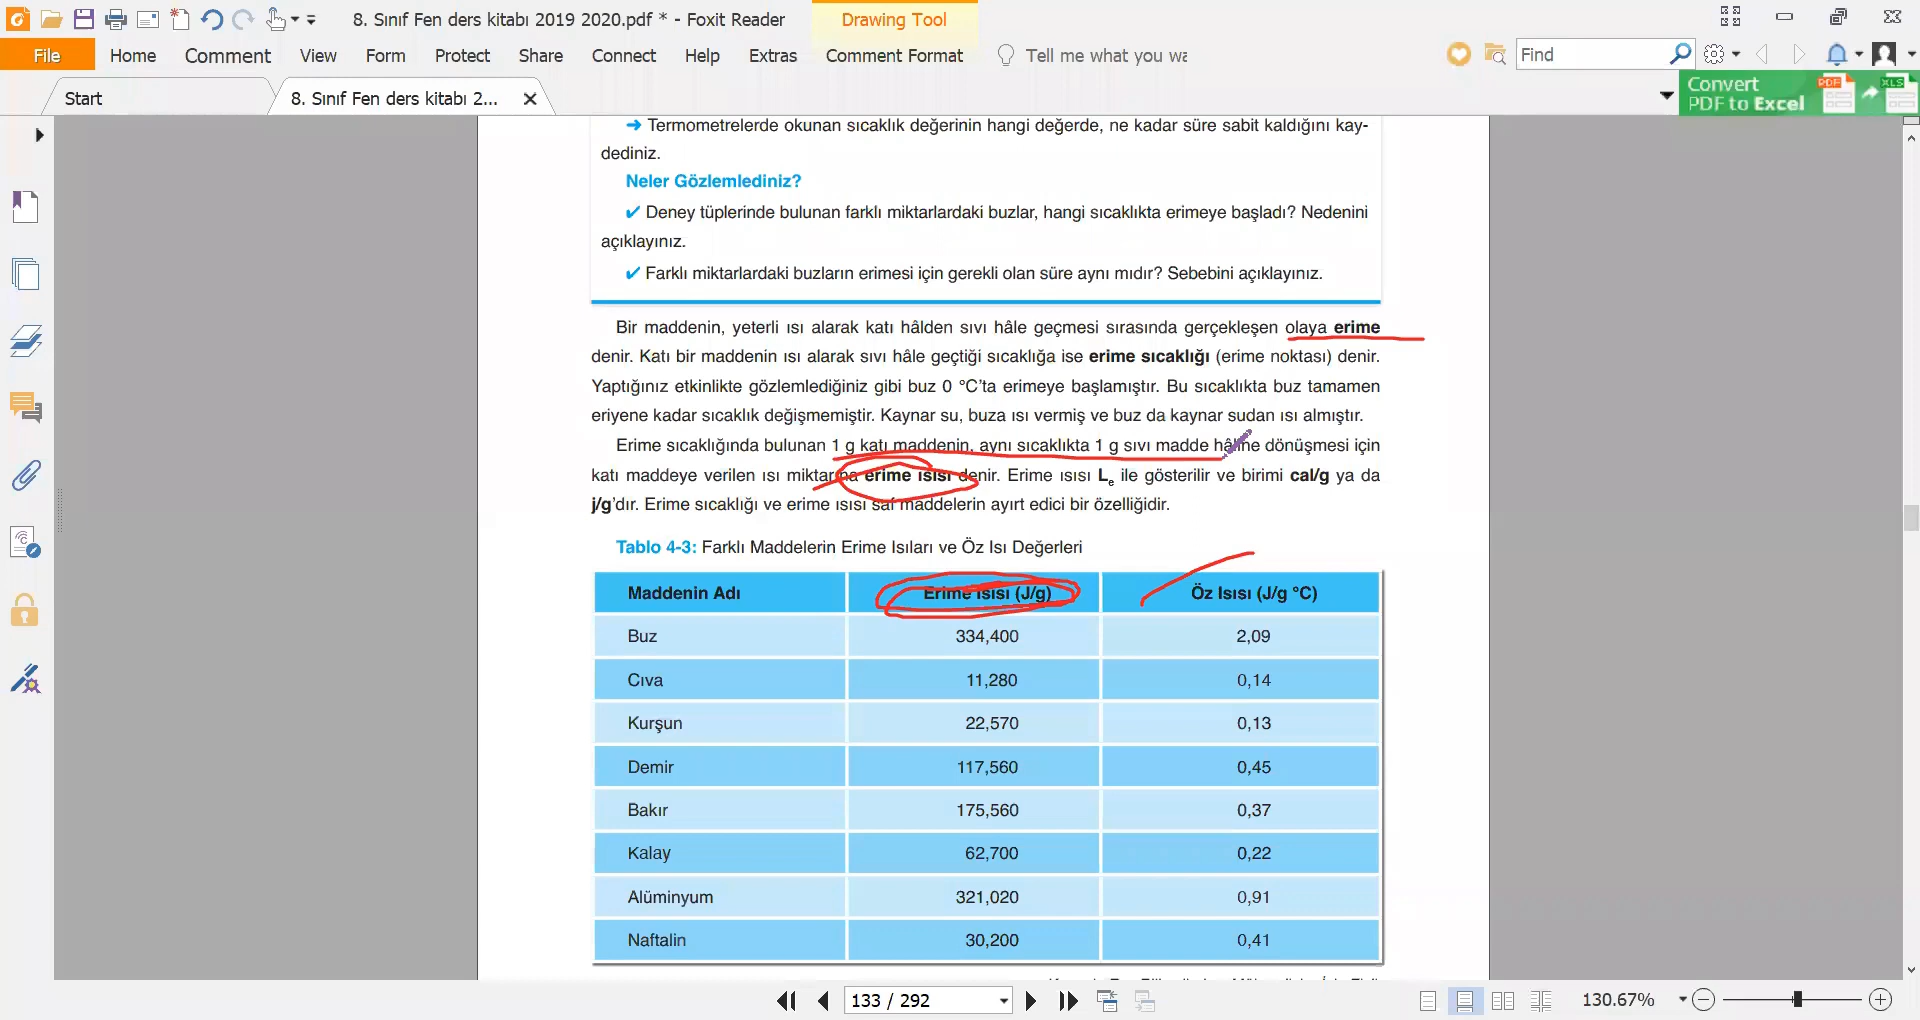 8. Sınıf Fen ders kitabı 2019 2020.pdf * - Foxit Reader
Drawing Tool
File Home Comment View Form Protect Share Connect Help Extras Comment Format Tell me what you wa Find
Start
8. Sınıf Fen ders kitabı 2...
Convert
PDF to Excel
PDF
XLS
➔ Termometrelerde okunan sıcaklık değerinin hangi değerde, ne kadar süre sabit kaldığını kay-
dediniz.
Neler Gözlemlediniz?
✔ Deney tüplerinde bulunan farklı miktarlardaki buzlar, hangi sıcaklıkta erimeye başladı? Nedenini
açıklayınız.
✔ Farklı miktarlardaki buzların erimesi için gerekli olan süre aynı mıdır? Sebebini açıklayınız.
Bir maddenin, yeterli ısı alarak katı hâlden sıvı hâle geçmesi sırasında gerçekleşen olaya erime
denir. Katı bir maddenin ısı alarak sıvı hâle geçtiği sıcaklığa ise erime sıcaklığı (erime noktası) denir.
Yaptığınız etkinlikte gözlemlediğiniz gibi buz 0 °C'ta erimeye başlamıştır. Bu sıcaklıkta buz tamamen
eriyene kadar sıcaklık değişmemiştir. Kaynar su, buza ısı vermiş ve buz da kaynar sudan ısı almıştır.
Erime sıcaklığında bulunan 1 g katı maddenin, aynı sıcaklıkta 1 g sıvı madde hâline dönüşmesi için
katı maddeye verilen ısı miktarına erime ısısı denir. Erime ısısı Le ile gösterilir ve birimi cal/g ya da
j/g'dır. Erime sıcaklığı ve erime ısısı saf maddelerin ayırt edici bir özelliğidir.
Tablo 4-3: Farklı Maddelerin Erime Isıları ve Öz Isı Değerleri
Maddenin Adı Erime Isısı (J/g) Öz Isısı (J/g °C)
Buz 334,400 2,09
Cıva 11,280 0,14
Kurşun 22,570 0,13
Demir 117,560 0,45
Bakır 175,560 0,37
Kalay 62,700 0,22
Alüminyum 321,020 0,91
Naftalin 30,200 0,41
133 / 292
130.67%